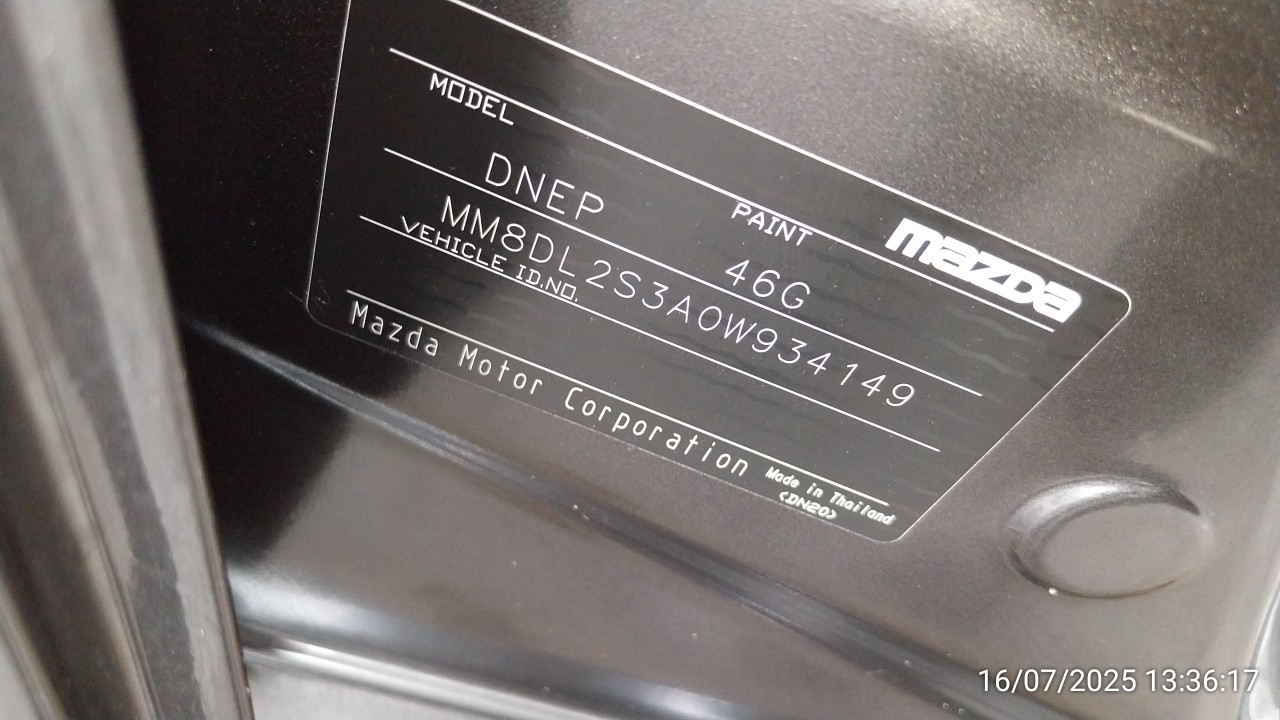 mazda
MODEL
PAINT
DNEP
46G
MM8DL2S3A0W934149
VEHICLE ID.NO.
Mazda Motor Corporation
Made in Thailand
<DN20>
16/07/2025 13:36:17